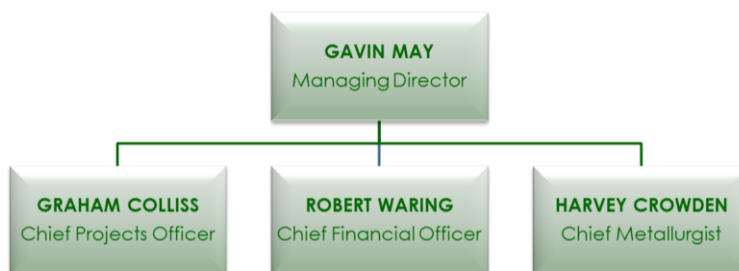 GAVIN MAY
Managing Director
GRAHAM COLLISS
Chief Projects Officer
ROBERT WARING
Chief Financial Officer
HARVEY CROWDEN
Chief Metallurgist